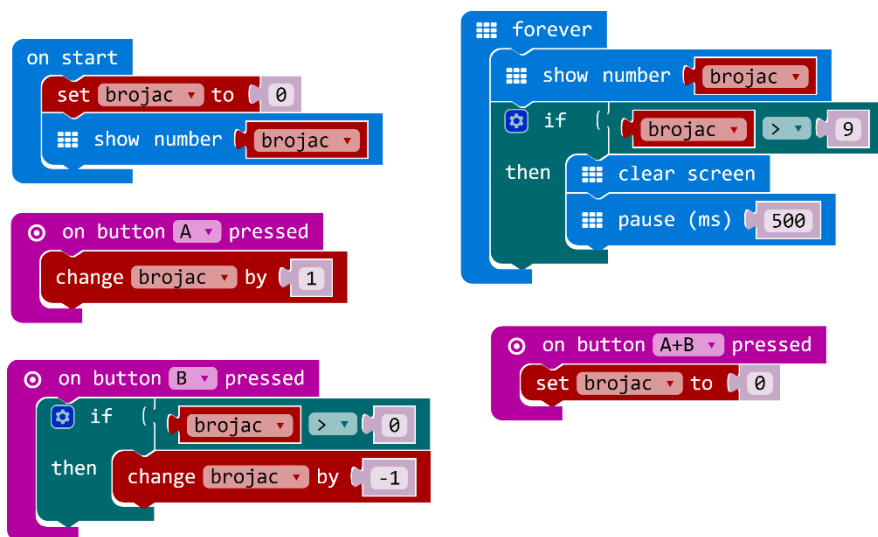 on start
set brojac to 0
show number brojac
on button A pressed
change brojac by 1
on button B pressed
if brojac > 0
then change brojac by -1
forever
show number brojac
if brojac > 9
then clear screen
pause (ms) 500
on button A+B pressed
set brojac to 0